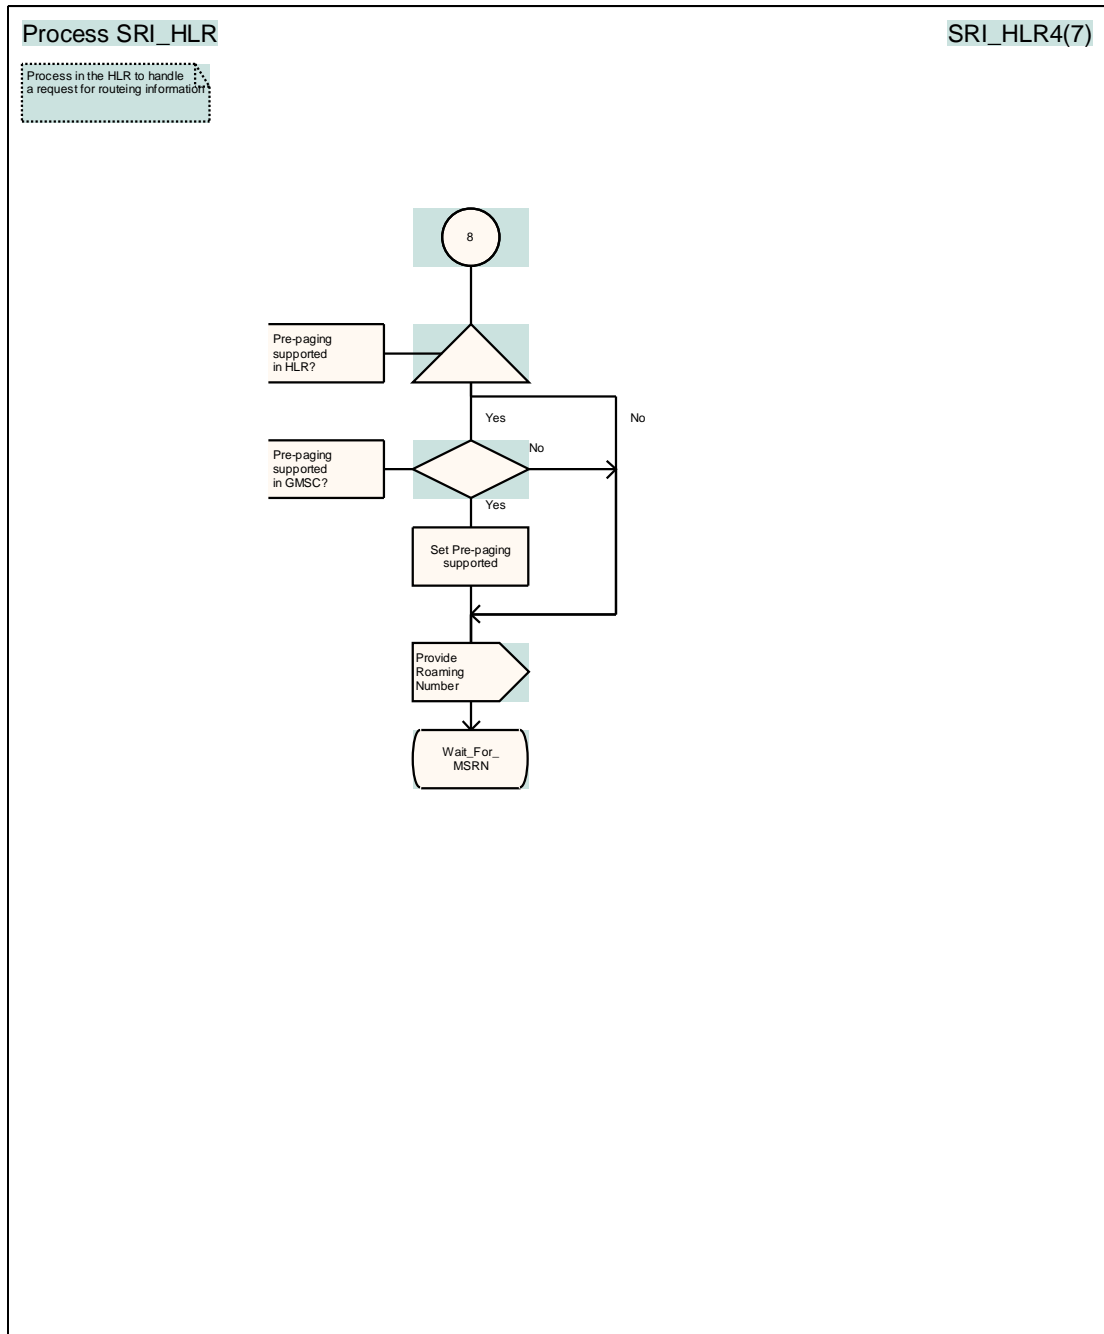 Process SRI_HLR
SRI_HLR4(7)
Process in the HLR to handle
a request for routeing information
8
Pre-paging
supported
in HLR?
Yes
No
Pre-paging
supported
in GMSC?
No
Yes
Set Pre-paging
supported
Provide
Roaming
Number
Wait_For_
MSRN